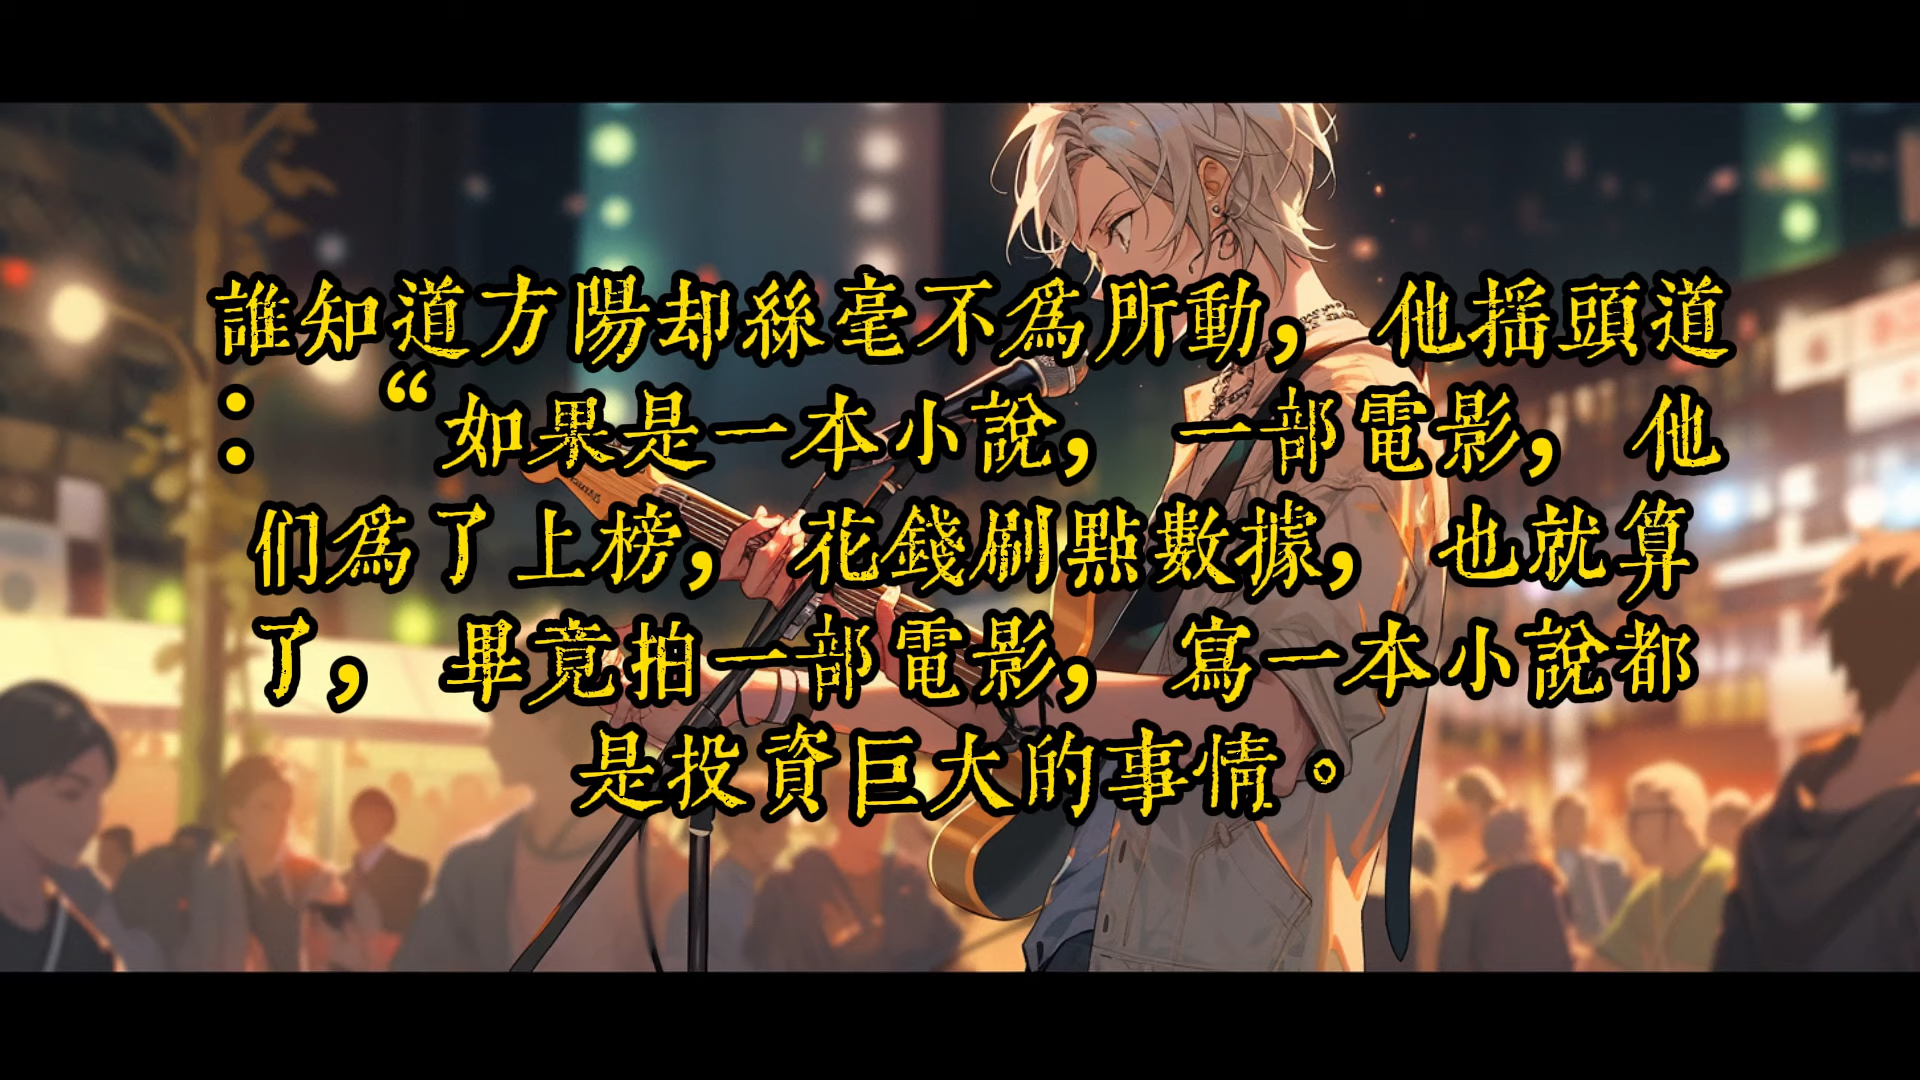 誰知道方陽却絲毫不爲所動，他摇頭道
：“如果是一本小說，一部電影，他
们爲了上榜，花錢刷點數據，也就算
了，畢竟拍一部電影，寫一本小說都
是投資巨大的事情。